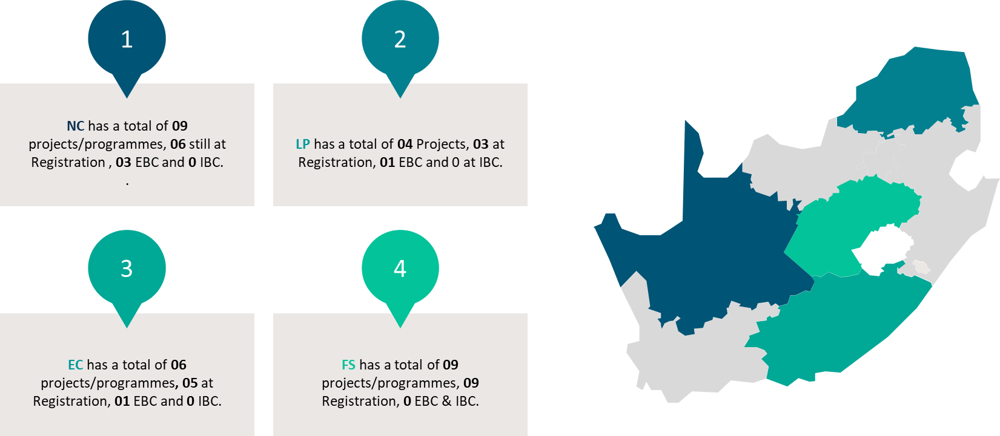 1
NC has a total of 09
projects/programmes, 06 still at
Registration , 03 EBC and 0 IBC.
.
2
LP has a total of 04 Projects, 03 at
Registration, 01 EBC and 0 at IBC.
3
EC has a total of 06
projects/programmes, 05 at
Registration, 01 EBC and 0 IBC.
4
FS has a total of 09
projects/programmes, 09
Registration, 0 EBC & IBC.